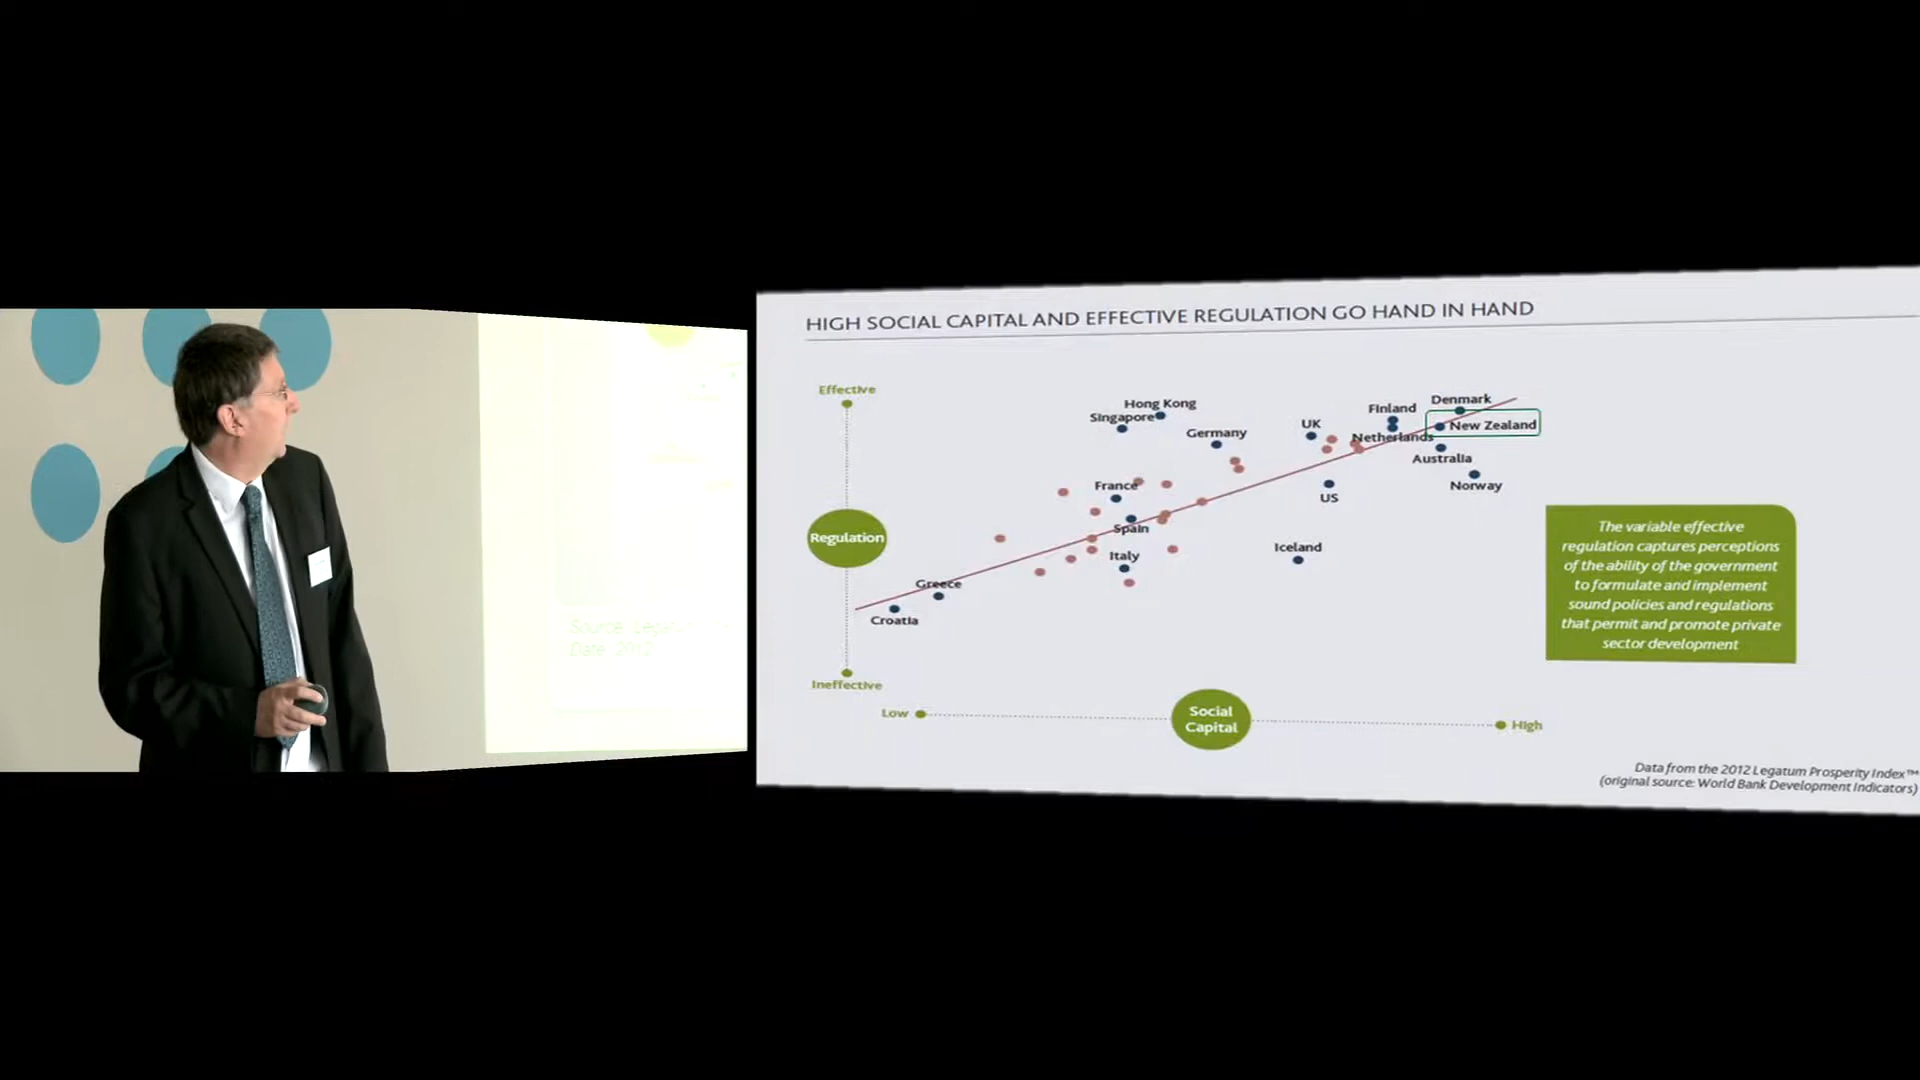 Source: Legatum
Date: 2012
HIGH SOCIAL CAPITAL AND EFFECTIVE REGULATION GO HAND IN HAND
Effective
Hong Kong
Singapore
Germany
UK
Finland
Denmark
New Zealand
Netherlands
Australia
Norway
US
France
Spain
Italy
Iceland
Greece
Croatia
Regulation
Ineffective
Low
Social
Capital
High
The variable effective
regulation captures perceptions
of the ability of the government
to formulate and implement
sound policies and regulations
that permit and promote private
sector development
Data from the 2012 Legatum Prosperity Index™
(original source: World Bank Development Indicators)